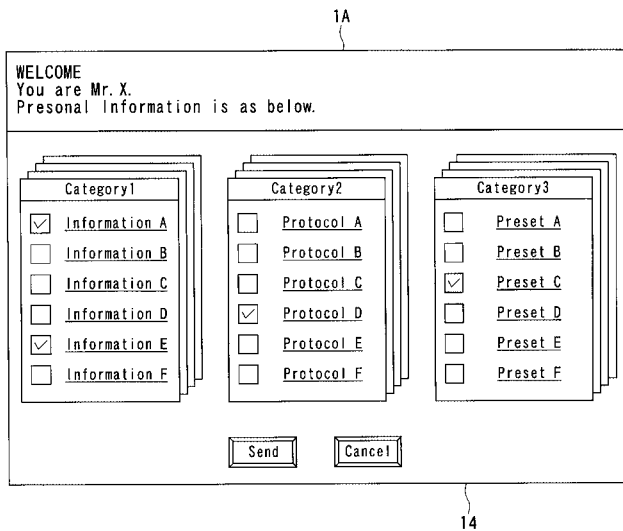 1A
WELCOME
You are Mr. X.
Presonal Information is as below.
Category1
Information A
Information B
Information C
Information D
Information E
Information F
Category2
Protocol A
Protocol B
Protocol C
Protocol D
Protocol E
Protocol F
Category3
Preset A
Preset B
Preset C
Preset D
Preset E
Preset F
Send
Cancel
14